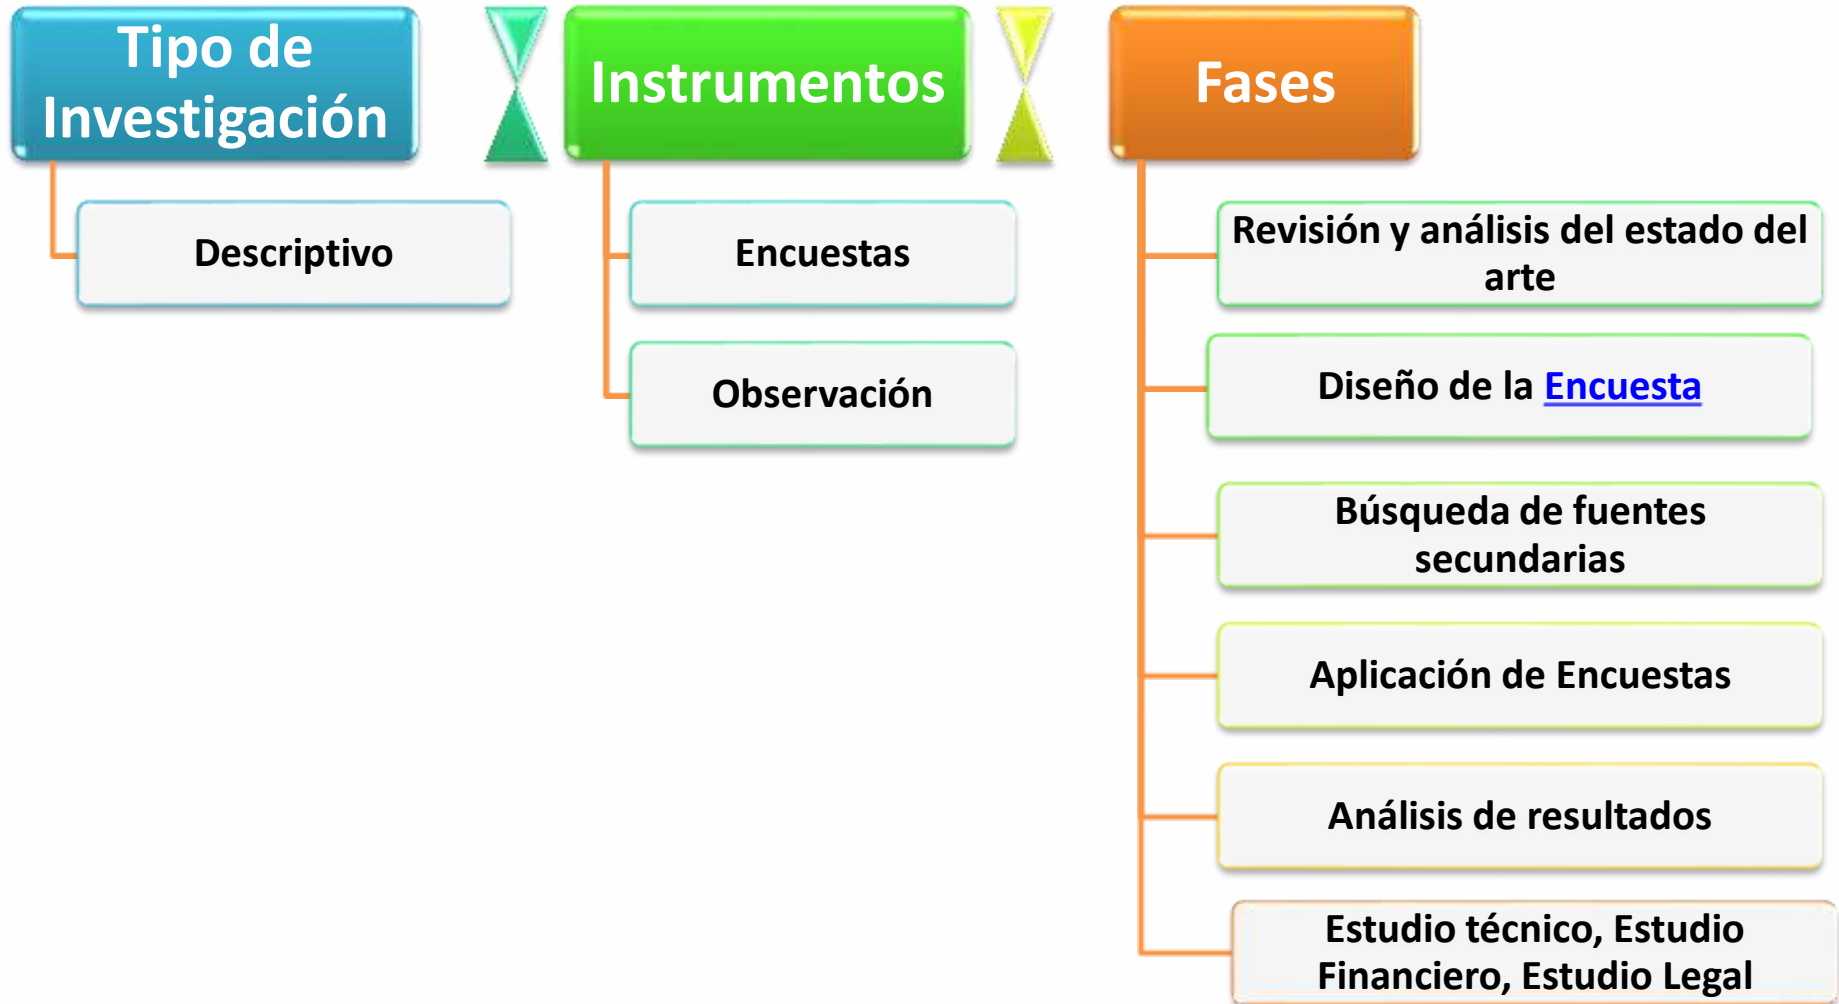 Tipo de
Investigación
Instrumentos
Fases
Descriptivo
Encuestas
Observación
Revisión y análisis del estado del
arte
Diseño de la Encuesta
Búsqueda de fuentes
secundarias
Aplicación de Encuestas
Análisis de resultados
Estudio técnico, Estudio
Financiero, Estudio Legal